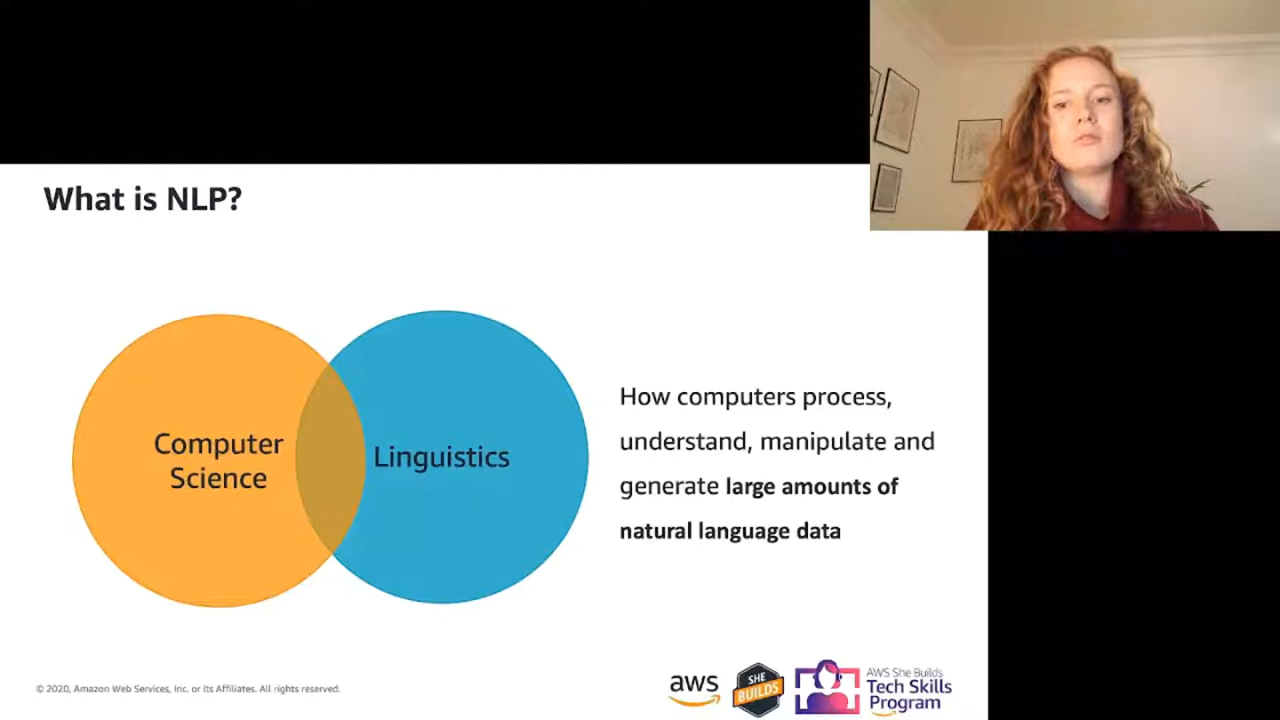 What is NLP?
Computer
Science
Linguistics
How computers process,
understand, manipulate and
generate large amounts of
natural language data
© 2020, Amazon Web Services, Inc. or its Affiliates. All rights reserved.
aws
SHE
BUILDS
AWS She Builds
Tech Skills
Program